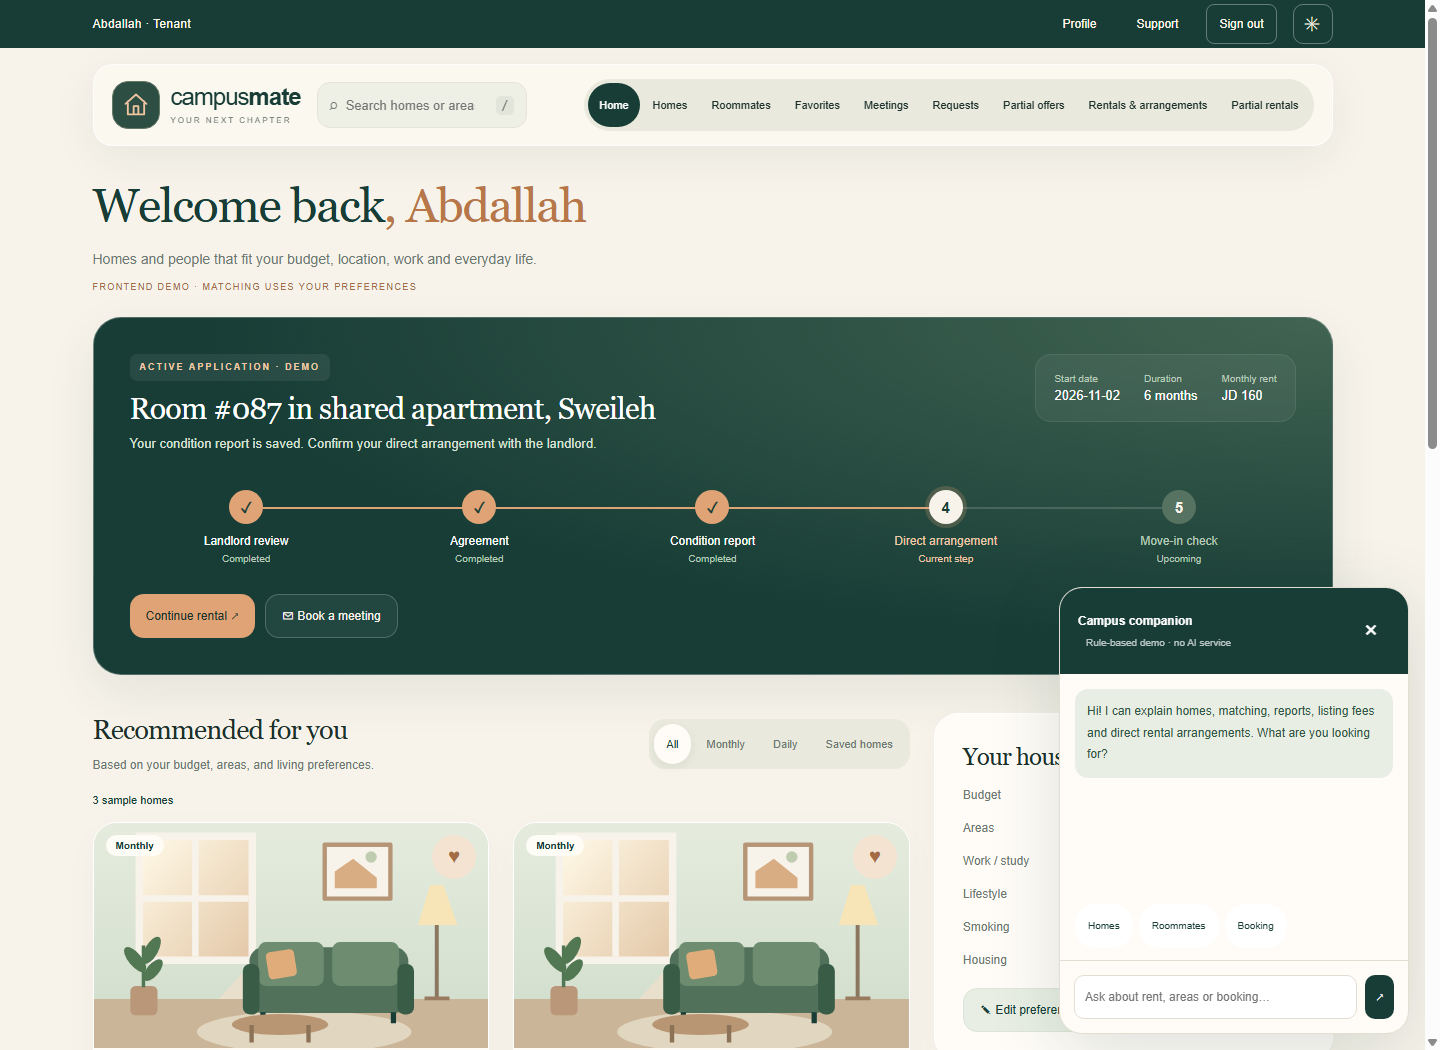 Abdallah · Tenant
Profile
Support
Sign out
campusmate
YOUR NEXT CHAPTER
Search homes or area
/
Home
Homes
Roommates
Favorites
Meetings
Requests
Partial offers
Rentals & arrangements
Partial rentals
Welcome back, Abdallah
Homes and people that fit your budget, location, work and everyday life.
FRONTEND DEMO · MATCHING USES YOUR PREFERENCES
ACTIVE APPLICATION · DEMO
Room #087 in shared apartment, Sweileh
Your condition report is saved. Confirm your direct arrangement with the landlord.
Start date
2026-11-02
Duration
6 months
Monthly rent
JD 160
✓
Landlord review
Completed
✓
Agreement
Completed
✓
Condition report
Completed
4
Direct arrangement
Current step
5
Move-in check
Upcoming
Continue rental ↗
Book a meeting
Recommended for you
Based on your budget, areas, and living preferences.
All
Monthly
Daily
Saved homes
3 sample homes
Monthly
Monthly
Your hous
Budget
Areas
Work / study
Lifestyle
Smoking
Housing
Edit preferen
Campus companion
Rule-based demo · no AI service
Hi! I can explain homes, matching, reports, listing fees
and direct rental arrangements. What are you looking
for?
Homes
Roommates
Booking
Ask about rent, areas or booking...